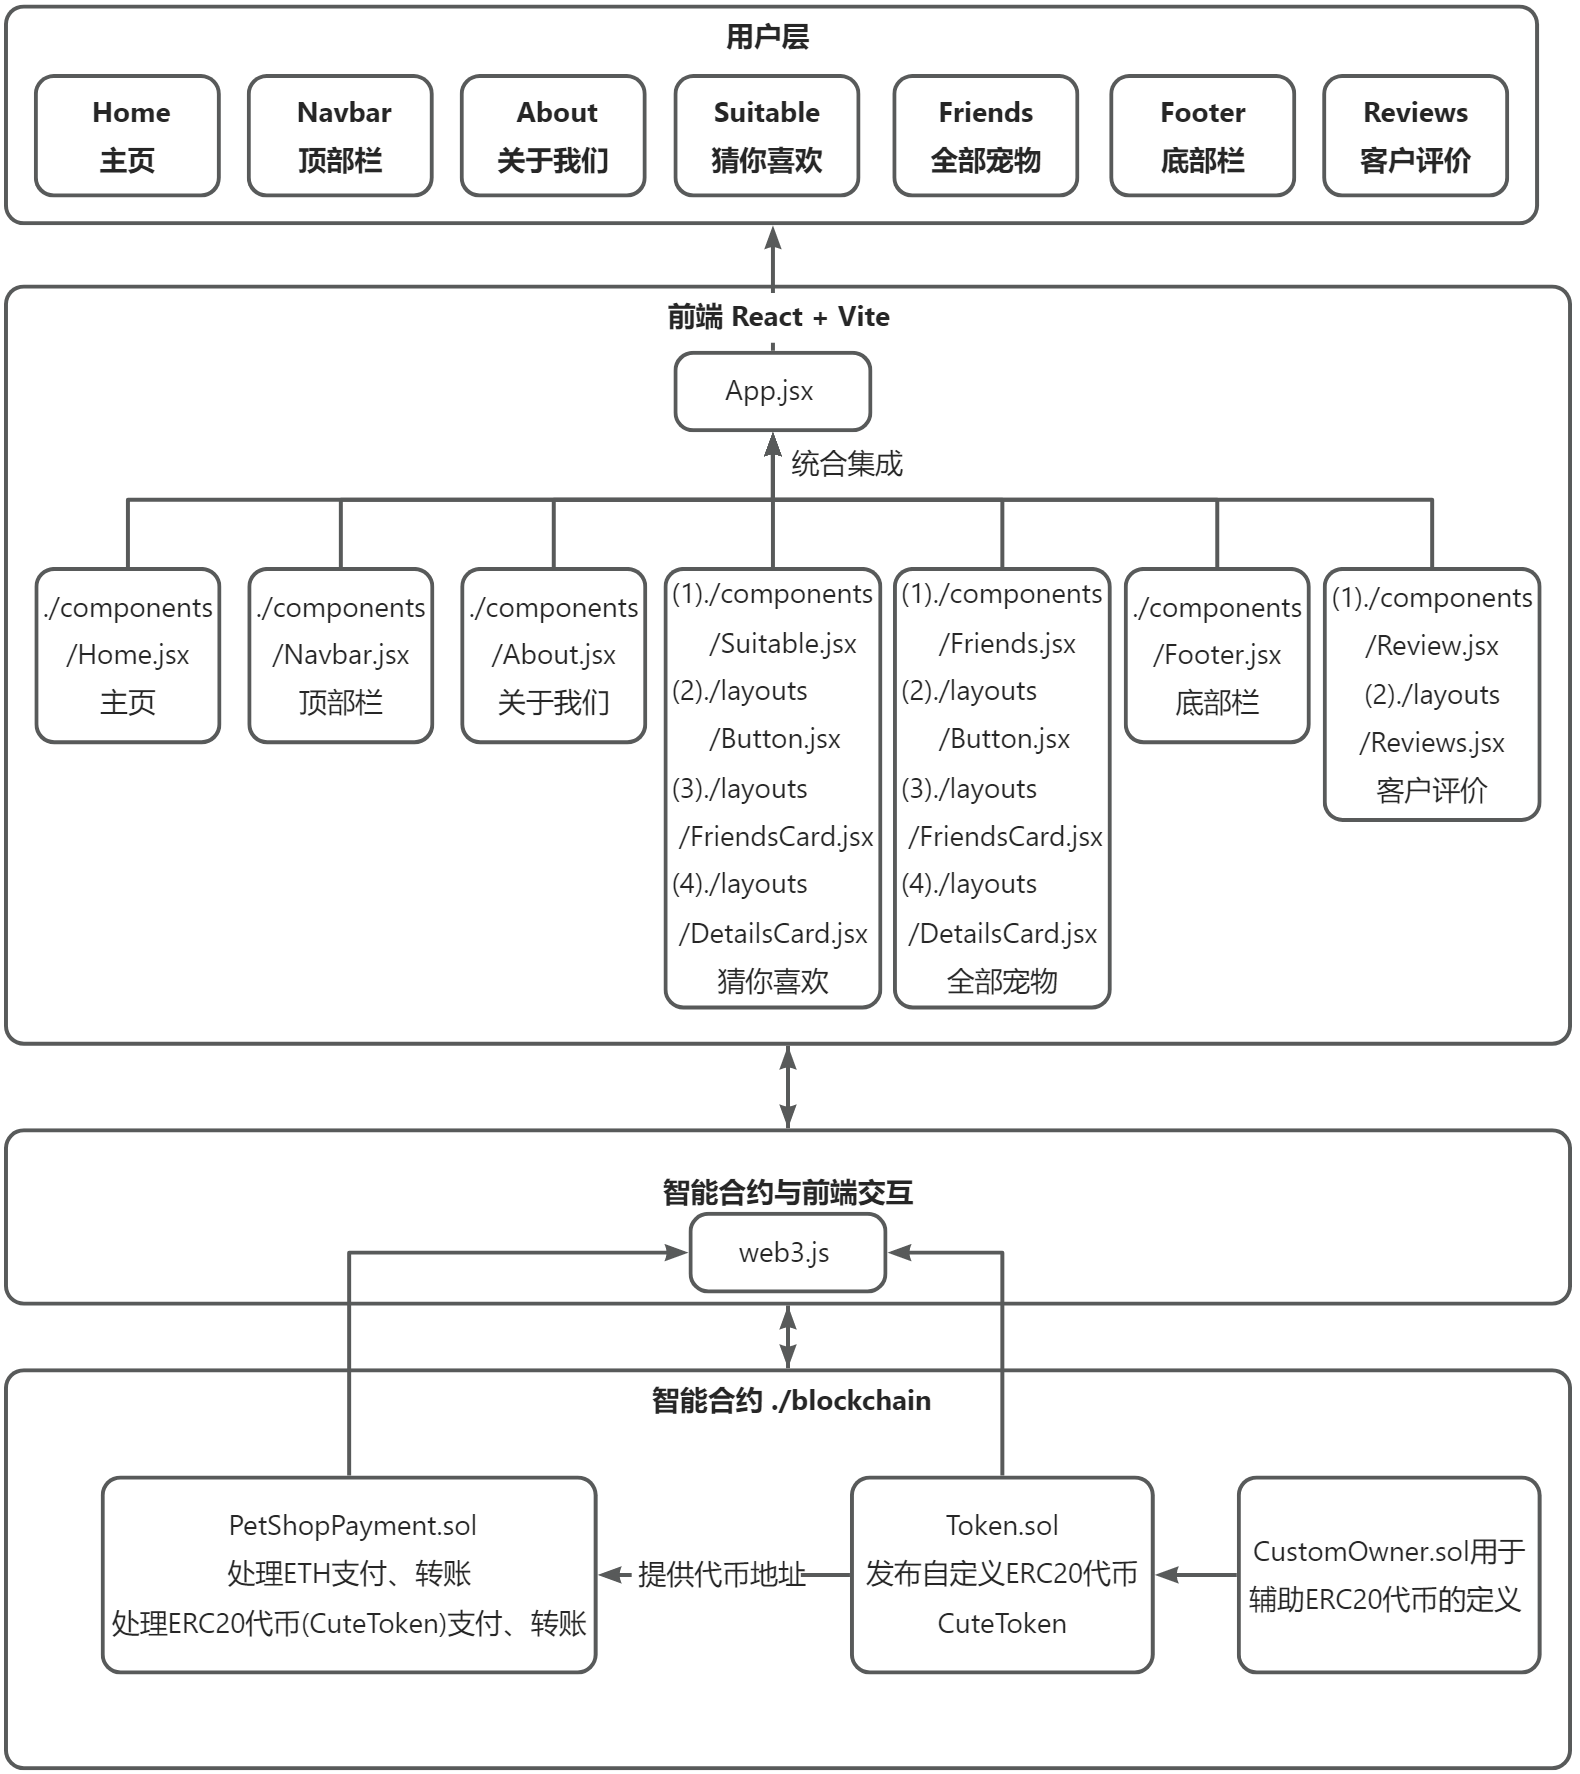 用户层
Home
主页
Navbar
顶部栏
About
关于我们
Suitable
猜你喜欢
Friends
全部宠物
Footer
底部栏
Reviews
客户评价
前端 React + Vite
App.jsx
统合集成
./components
/Home.jsx
主页
./components
/Navbar.jsx
顶部栏
./components
/About.jsx
关于我们
(1)./components
/Suitable.jsx
(2)./layouts
/Button.jsx
(3)./layouts
/FriendsCard.jsx
(4)./layouts
/DetailsCard.jsx
猜你喜欢
(1)./components
/Friends.jsx
(2)./layouts
/Button.jsx
(3)./layouts
/FriendsCard.jsx
(4)./layouts
/DetailsCard.jsx
全部宠物
./components
/Footer.jsx
底部栏
(1)./components
/Review.jsx
(2)./layouts
/Reviews.jsx
客户评价
智能合约与前端交互
web3.js
智能合约 ./blockchain
PetShopPayment.sol
处理ETH支付、转账
处理ERC20代币(CuteToken)支付、转账
提供代币地址
Token.sol
发布自定义ERC20代币
CuteToken
CustomOwner.sol用于
辅助ERC20代币的定义